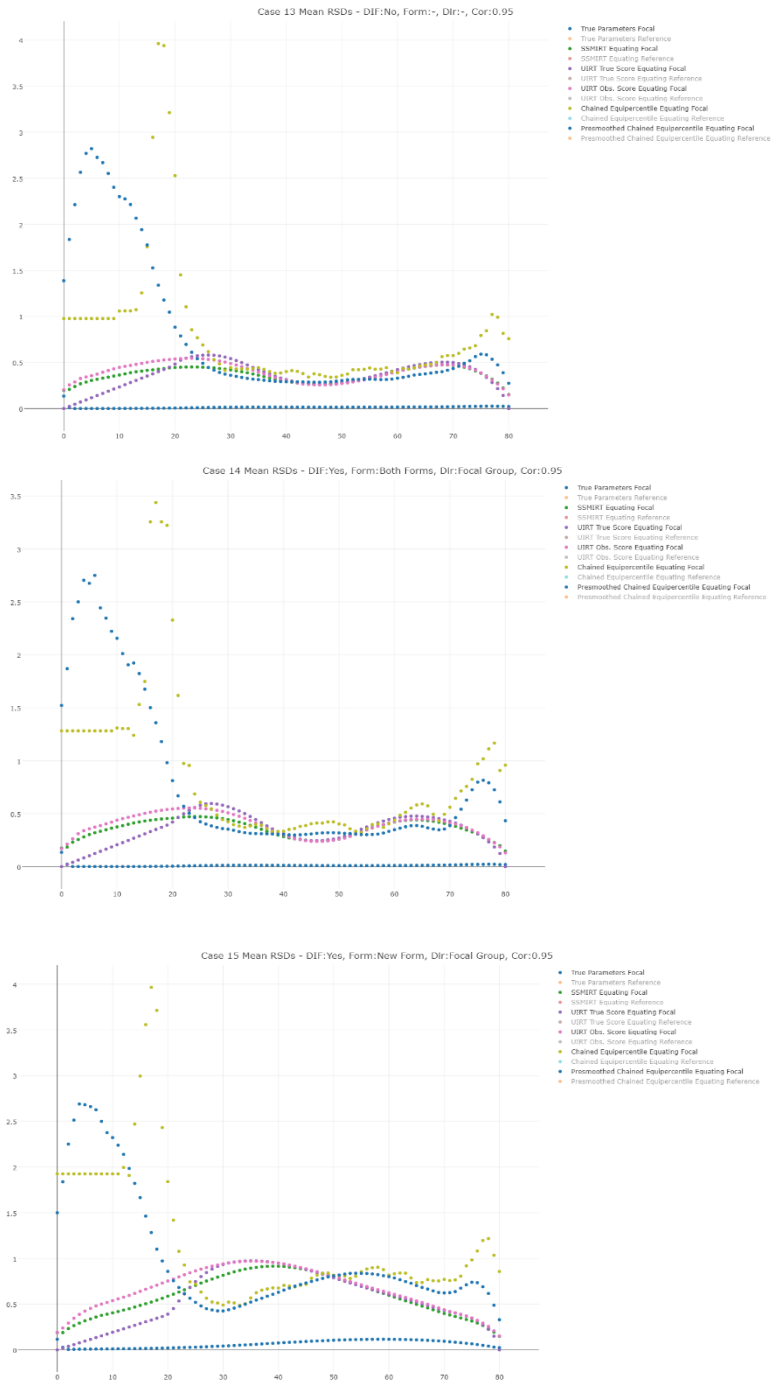 Case 13 Mean RSDs - DIF:No, Form:-, DIr:-, Cor:0.95
4
3.5
3
2.5
2
1.5
1
0.5
0
0 10 20 30 40 50 60 70 80
True Parameters Focal
True Parameters Reference
SSMIRT Equating Focal
SSMIRT Equating Reference
UIRT True Score Equating Focal
UIRT True Score Equating Reference
UIRT Obs. Score Equating Focal
UIRT Obs. Score Equating Reference
Chained Equipercentile Equating Focal
Chained Equipercentile Equating Reference
Presmoothed Chained Equipercentile Equating Focal
Presmoothed Chained Equipercentile Equating Reference
Case 14 Mean RSDs - DIF:Yes, Form:Both Forms, DIr:Focal Group, Cor:0.95
3.5
3
2.5
2
1.5
1
0.5
0
0 10 20 30 40 50 60 70 80
True Parameters Focal
True Parameters Reference
SSMIRT Equating Focal
SSMIRT Equating Reference
UIRT True Score Equating Focal
UIRT True Score Equating Reference
UIRT Obs. Score Equating Focal
UIRT Obs. Score Equating Reference
Chained Equipercentile Equating Focal
Chained Equipercentile Equating Reference
Presmoothed Chained Equipercentile Equating Focal
Presmoothed Chained Equipercentile Equating Reference
Case 15 Mean RSDs - DIF:Yes, Form:New Form, DIr:Focal Group, Cor:0.95
4
3.5
3
2.5
2
1.5
1
0.5
0
0 10 20 30 40 50 60 70 80
True Parameters Focal
True Parameters Reference
SSMIRT Equating Focal
SSMIRT Equating Reference
UIRT True Score Equating Focal
UIRT True Score Equating Reference
UIRT Obs. Score Equating Focal
UIRT Obs. Score Equating Reference
Chained Equipercentile Equating Focal
Chained Equipercentile Equating Reference
Presmoothed Chained Equipercentile Equating Focal
Presmoothed Chained Equipercentile Equating Reference